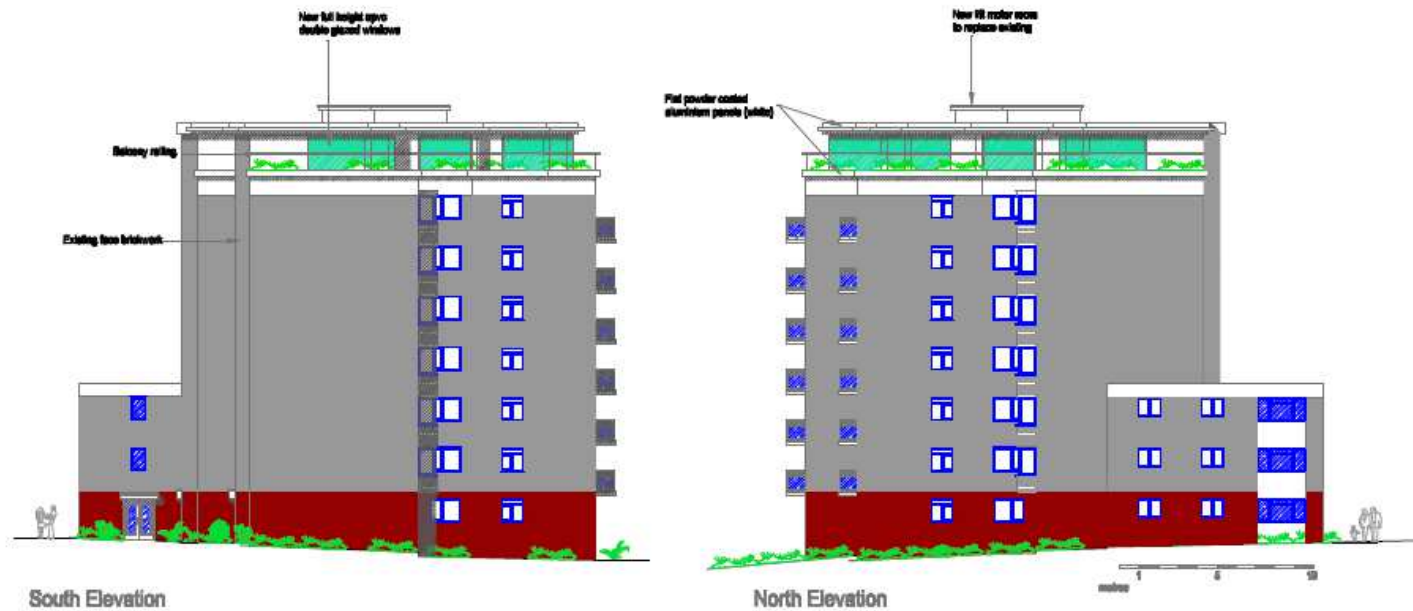 New full height upvc
double glazed windows
New lift motor room
to replace existing
Flat powder coated
aluminium panels (white)
Balcony railing
Existing face brickwork
1 5 10
metres
South Elevation
North Elevation